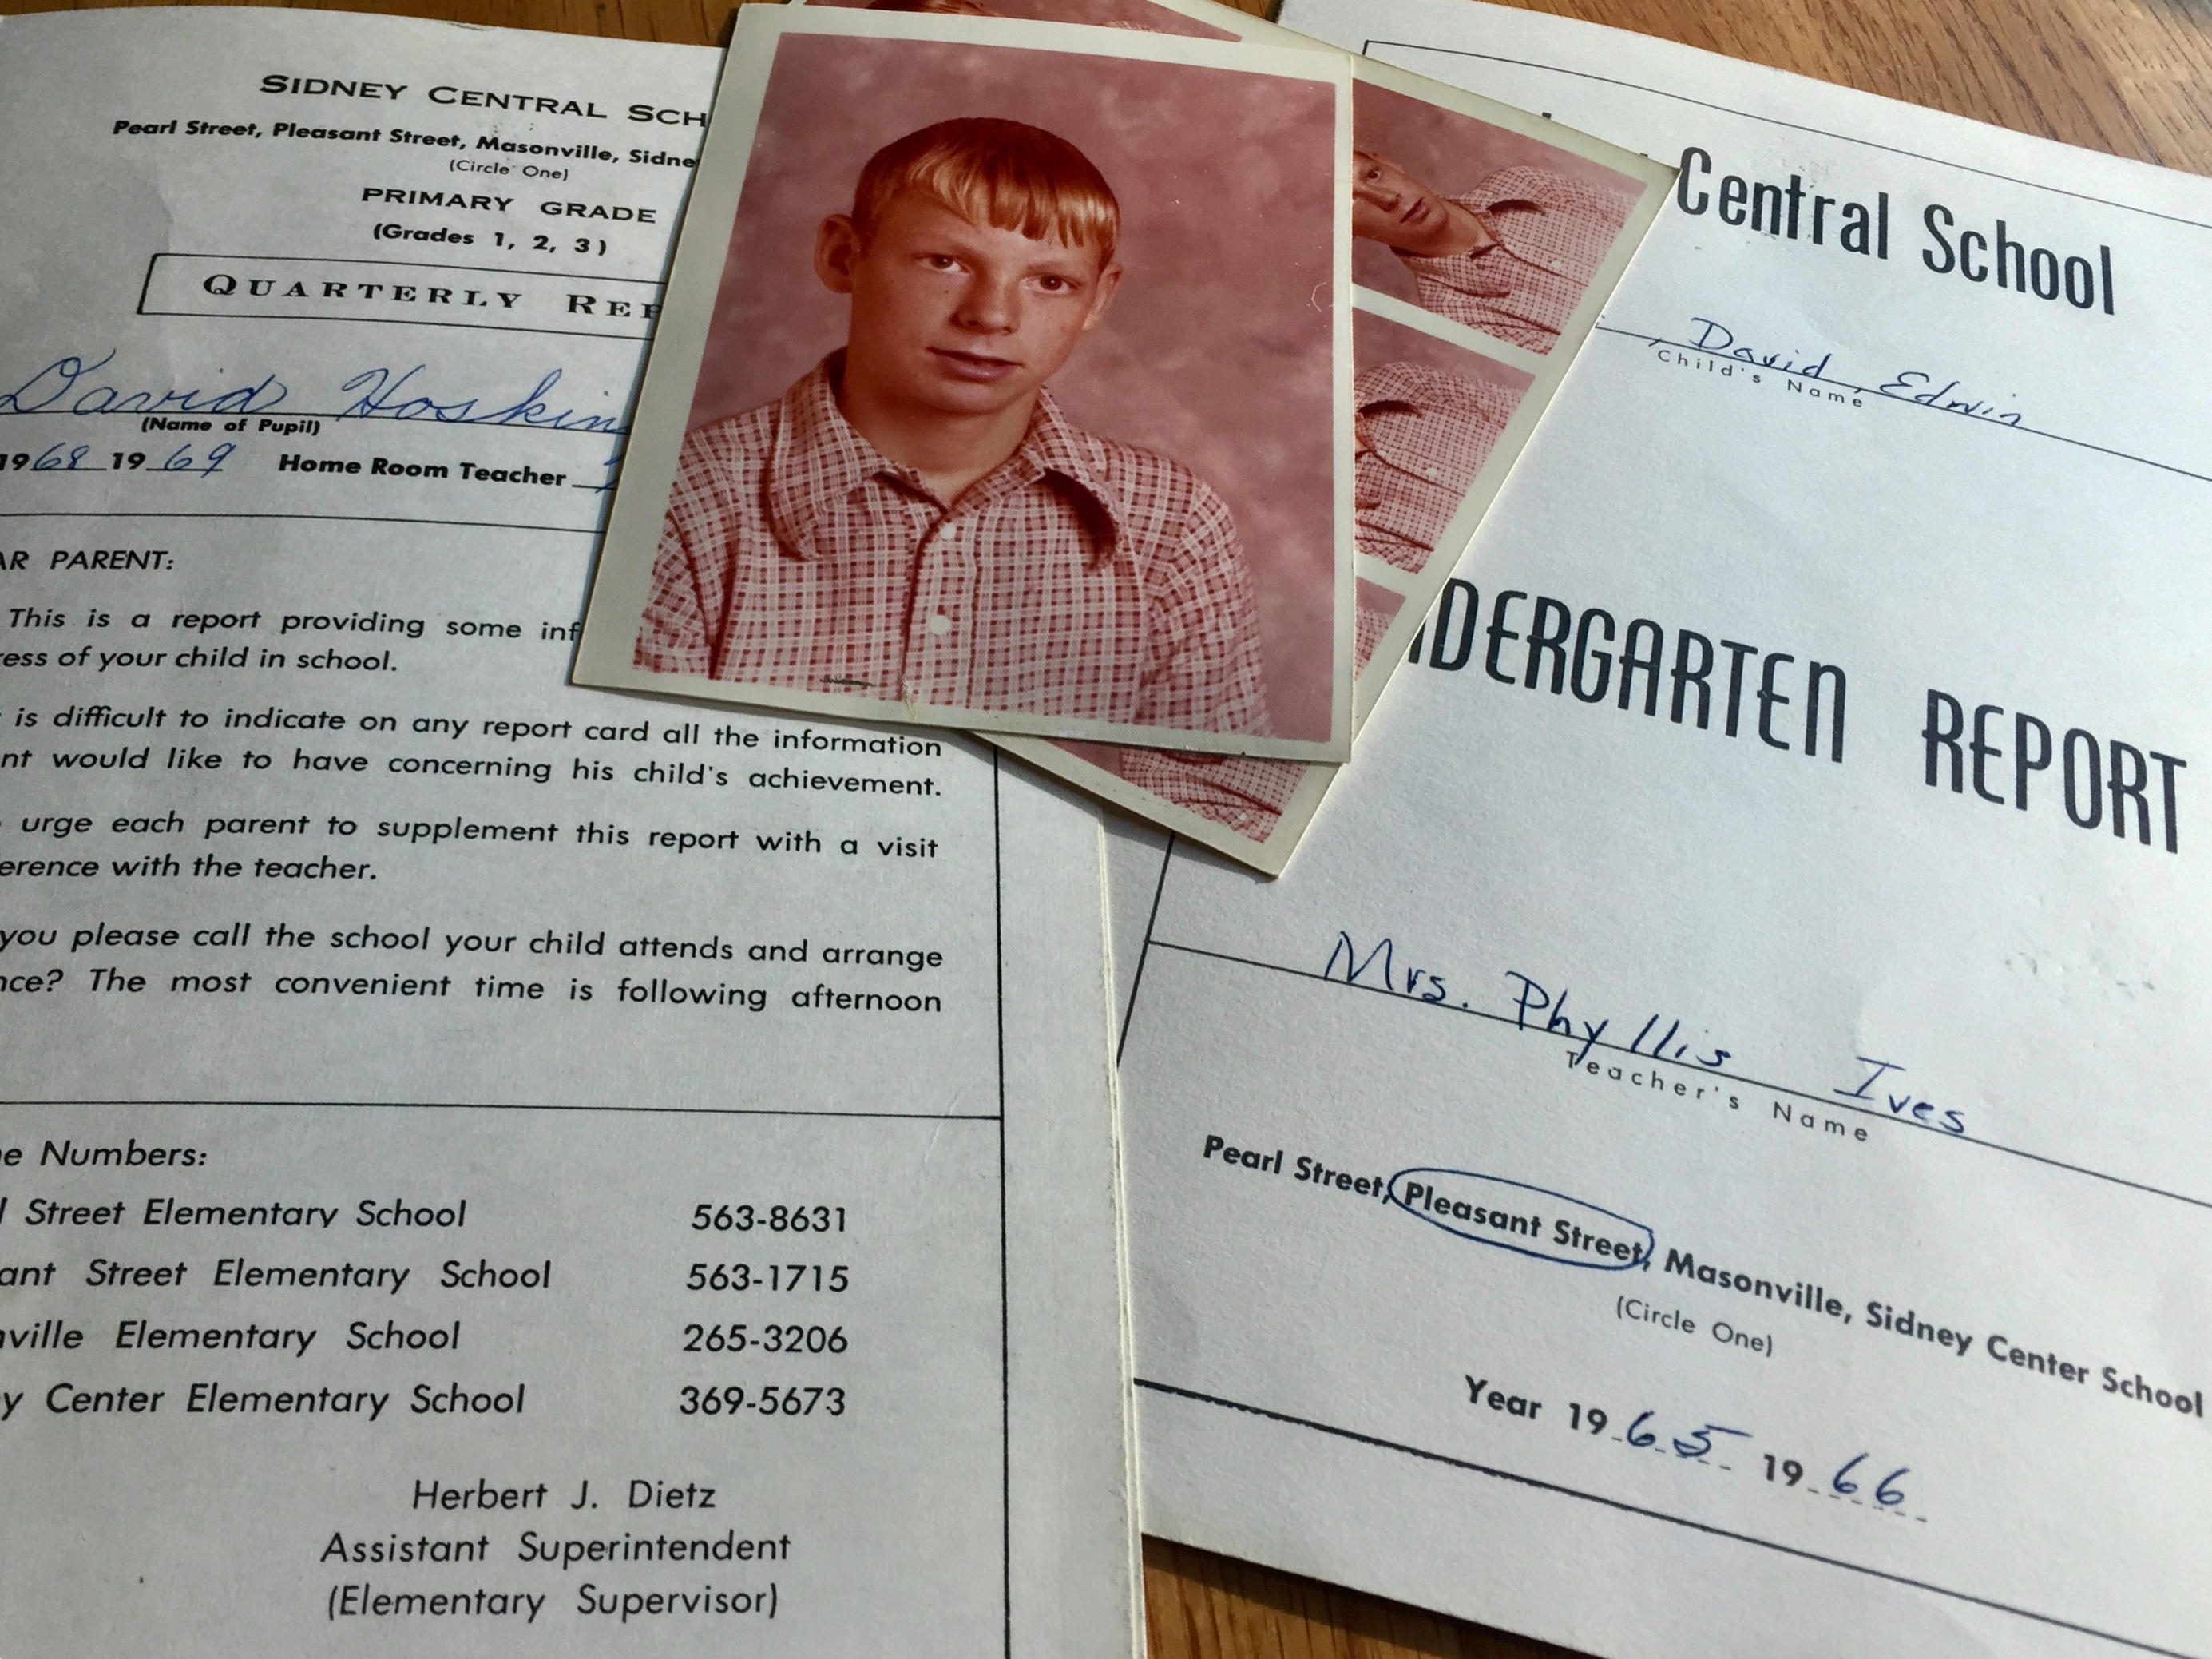 SIDNEY CENTRAL SCH
Pearl Street, Pleasant Street, Masonville, Sidne
(Circle One)
PRIMARY GRADE
(Grades 1, 2, 3)
QUARTERLY REP
David Hoskin
(Name of Pupil)
1968 1969 Home Room Teacher
AR PARENT:
This is a report providing some inf
ess of your child in school.
is difficult to indicate on any report card all the information
nt would like to have concerning his child's achievement.
urge each parent to supplement this report with a visit
erence with the teacher.
you please call the school your child attends and arrange
nce? The most convenient time is following afternoon
e Numbers:
l Street Elementary School 563-8631
ant Street Elementary School 563-1715
ville Elementary School 265-3206
y Center Elementary School 369-5673
Herbert J. Dietz
Assistant Superintendent
(Elementary Supervisor)
Central School
, David Edwin
Child's Name
NDERGARTEN REPORT
Mrs. Phyllis Ives
Teacher's Name
Pearl Street, Pleasant Street, Masonville, Sidney Center School
(Circle One)
Year 1965 1966